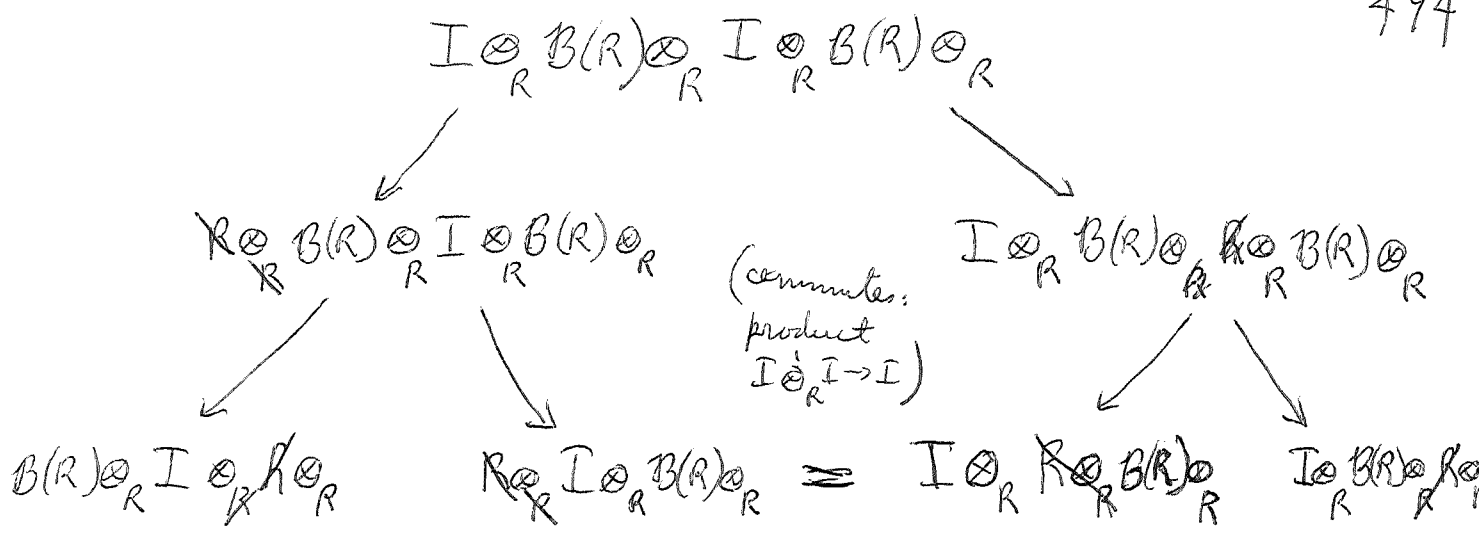 494
I ⊗_R B(R) ⊗_R I ⊗_R B(R) ⊗_R
R ⊗_R B(R) ⊗_R I ⊗_R B(R) ⊗_R
I ⊗_R B(R) ⊗_R R ⊗_R B(R) ⊗_R
(commutes:
product
I ⊗_R I → I)
B(R) ⊗_R I ⊗_R R ⊗_R
R ⊗_R I ⊗_R B(R) ⊗_R = I ⊗_R R ⊗_R B(R) ⊗_R
I ⊗_R B(R) ⊗_R R ⊗_R